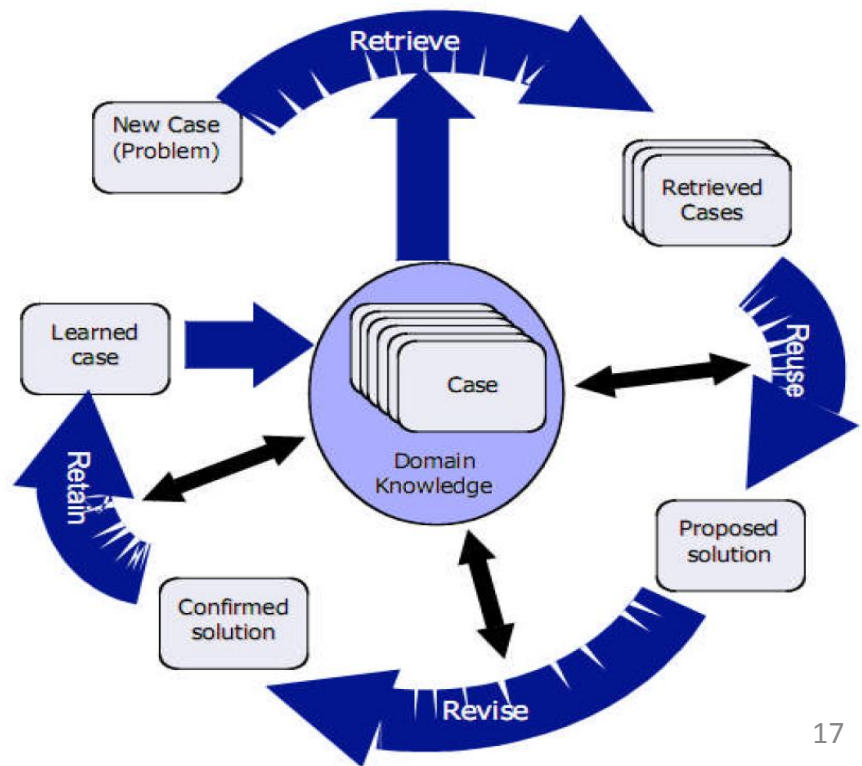 Retrieve
New Case
(Problem)
Retrieved
Cases
Learned
case
Case
Reuse
Domain
Knowledge
Retain
Proposed
solution
Confirmed
solution
Revise
17